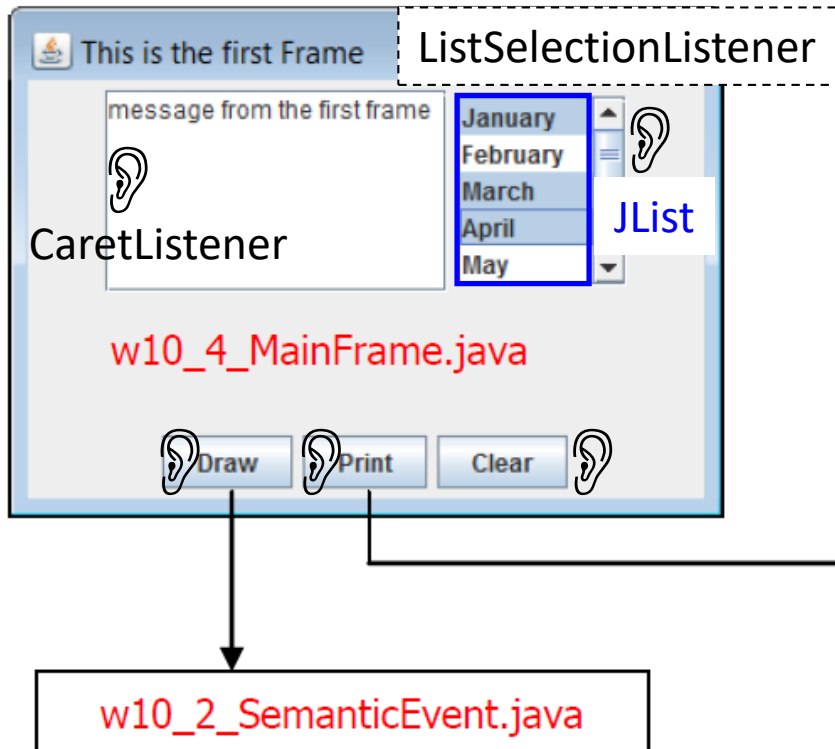 This is the first Frame
ListSelectionListener
message from the first frame
January
February
March
April
May
JList
CaretListener
w10_4_MainFrame.java
Draw
Print
Clear
w10_2_SemanticEvent.java